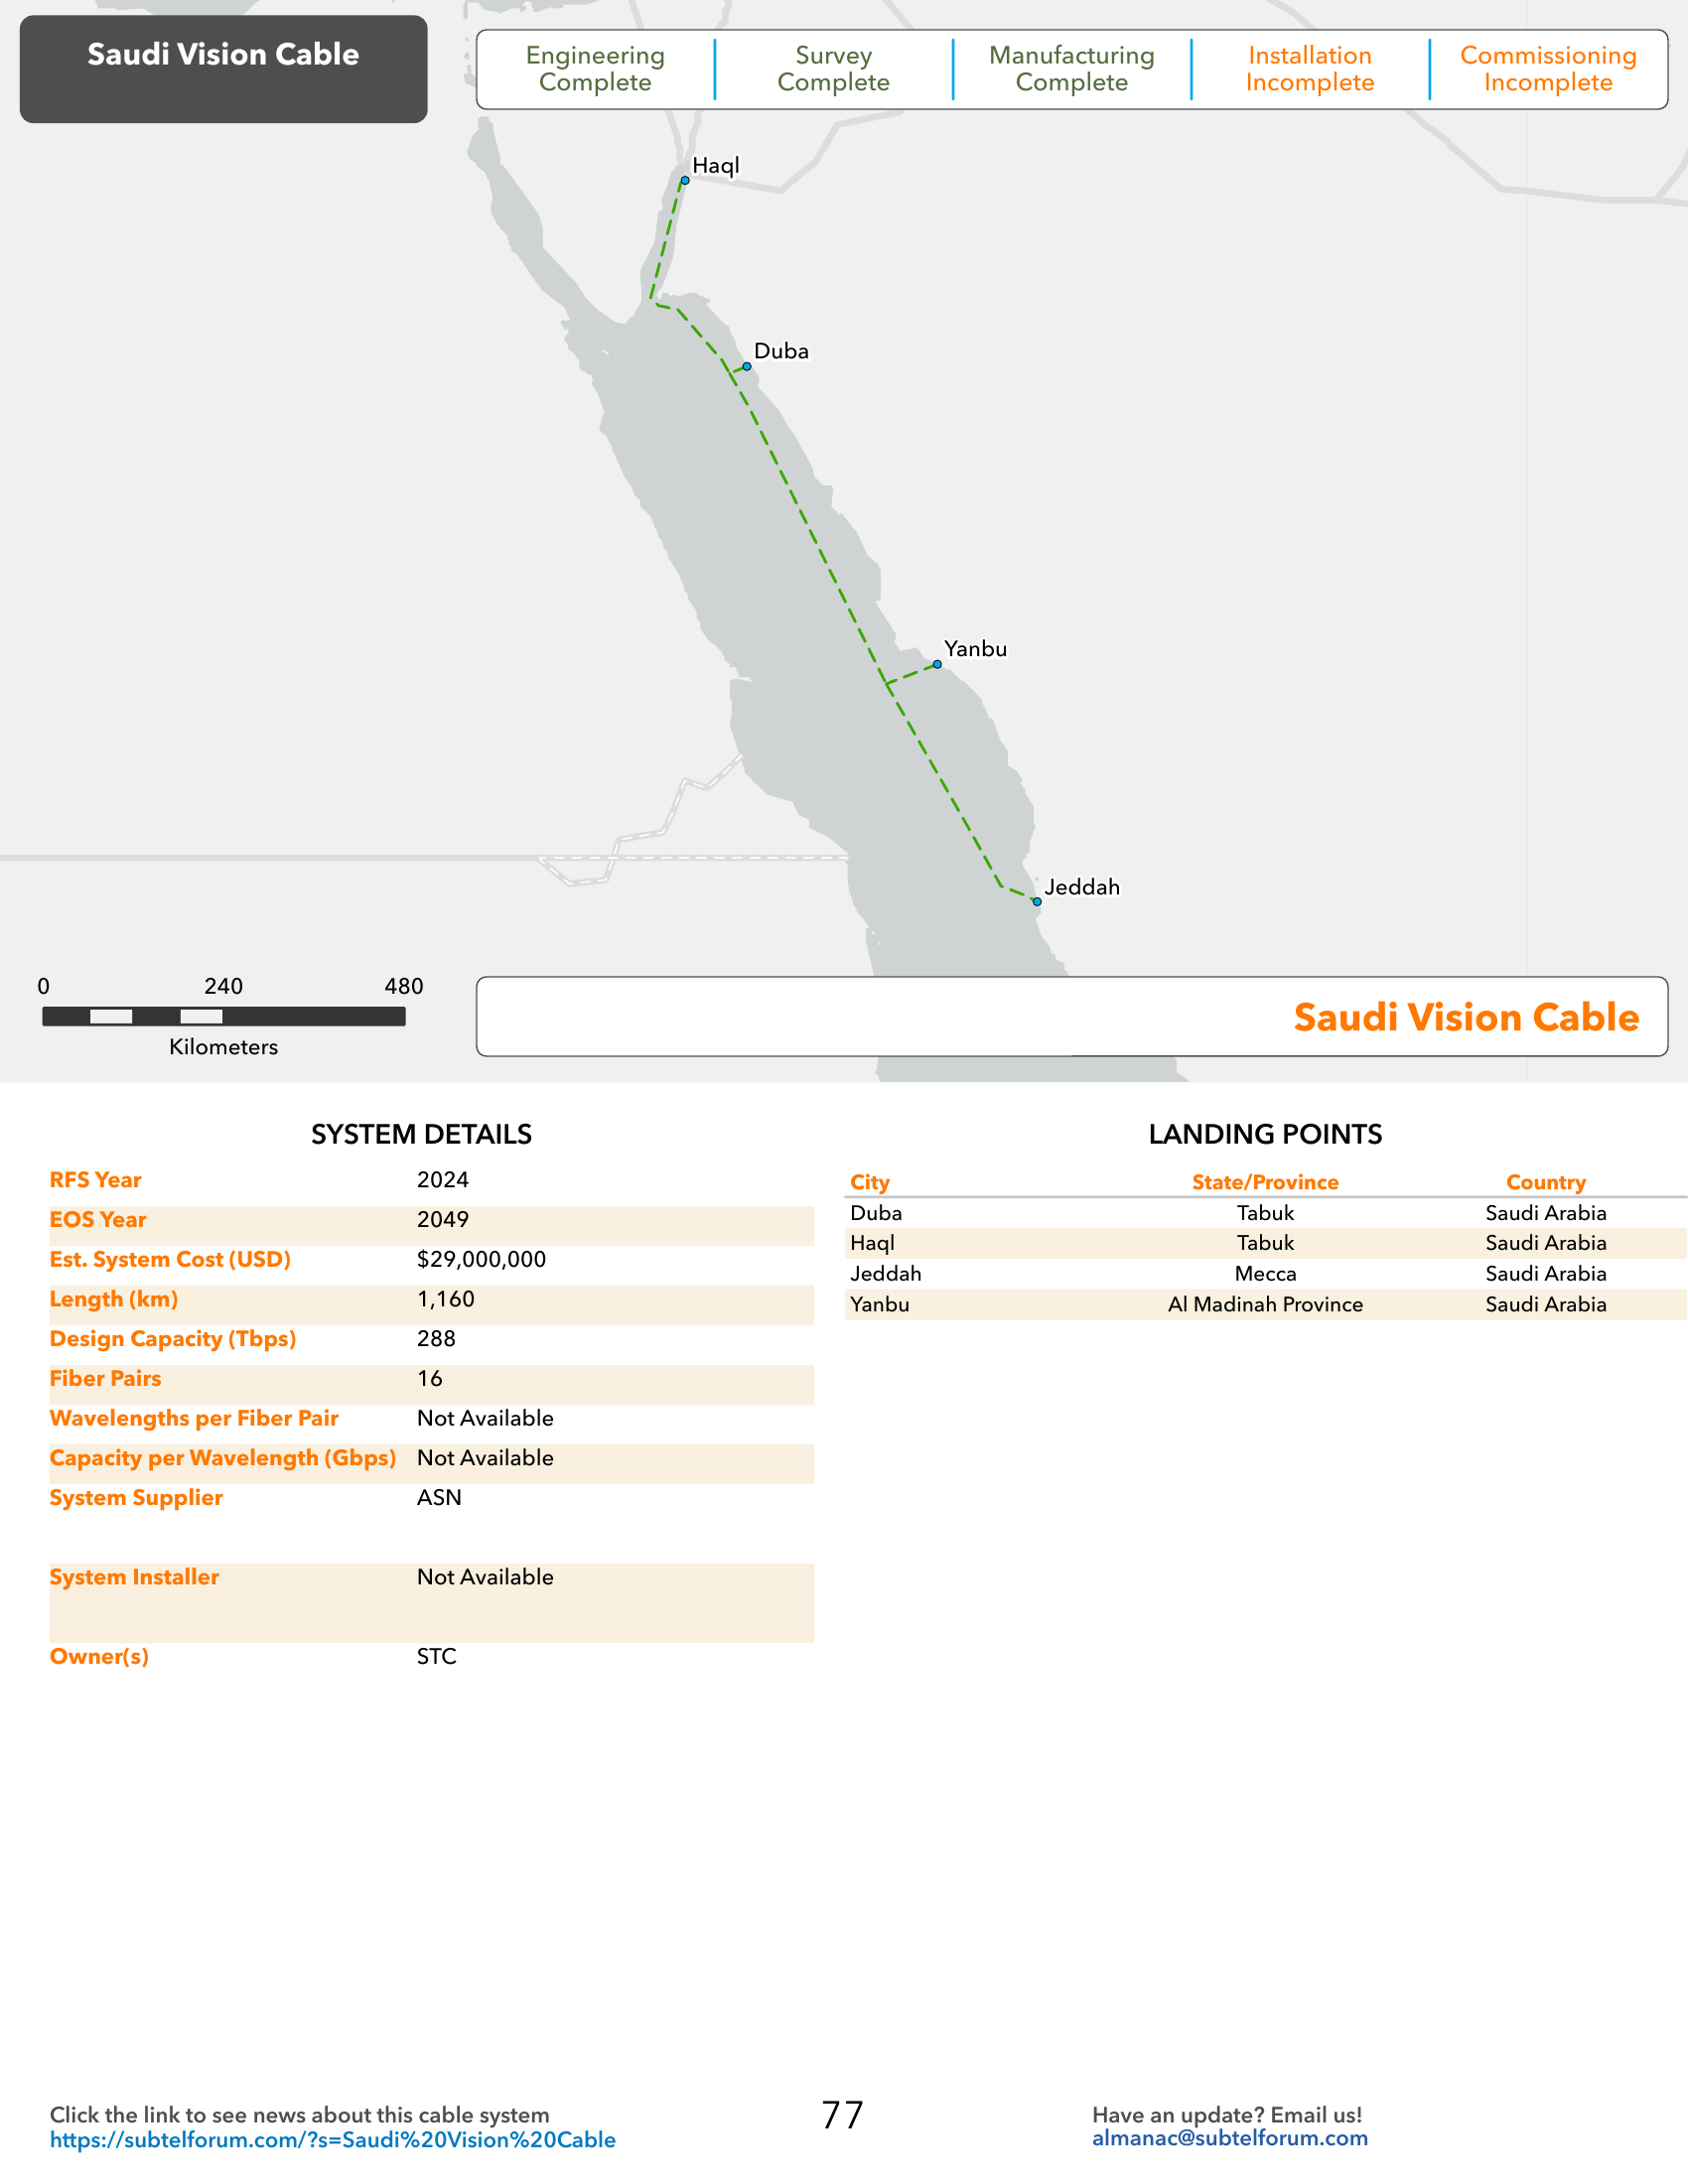 Saudi Vision Cable
Engineering Complete
Survey Complete
Manufacturing Complete
Installation Incomplete
Commissioning Incomplete
Haql
Duba
Yanbu
Jeddah
0 240 480
Kilometers
Saudi Vision Cable
SYSTEM DETAILS
RFS Year 2024
EOS Year 2049
Est. System Cost (USD) $29,000,000
Length (km) 1,160
Design Capacity (Tbps) 288
Fiber Pairs 16
Wavelengths per Fiber Pair Not Available
Capacity per Wavelength (Gbps) Not Available
System Supplier ASN
System Installer Not Available
Owner(s) STC
LANDING POINTS
City State/Province Country
Duba Tabuk Saudi Arabia
Haql Tabuk Saudi Arabia
Jeddah Mecca Saudi Arabia
Yanbu Al Madinah Province Saudi Arabia
Click the link to see news about this cable system
https://subtelforum.com/?s=Saudi%20Vision%20Cable
77
Have an update? Email us!
almanac@subtelforum.com